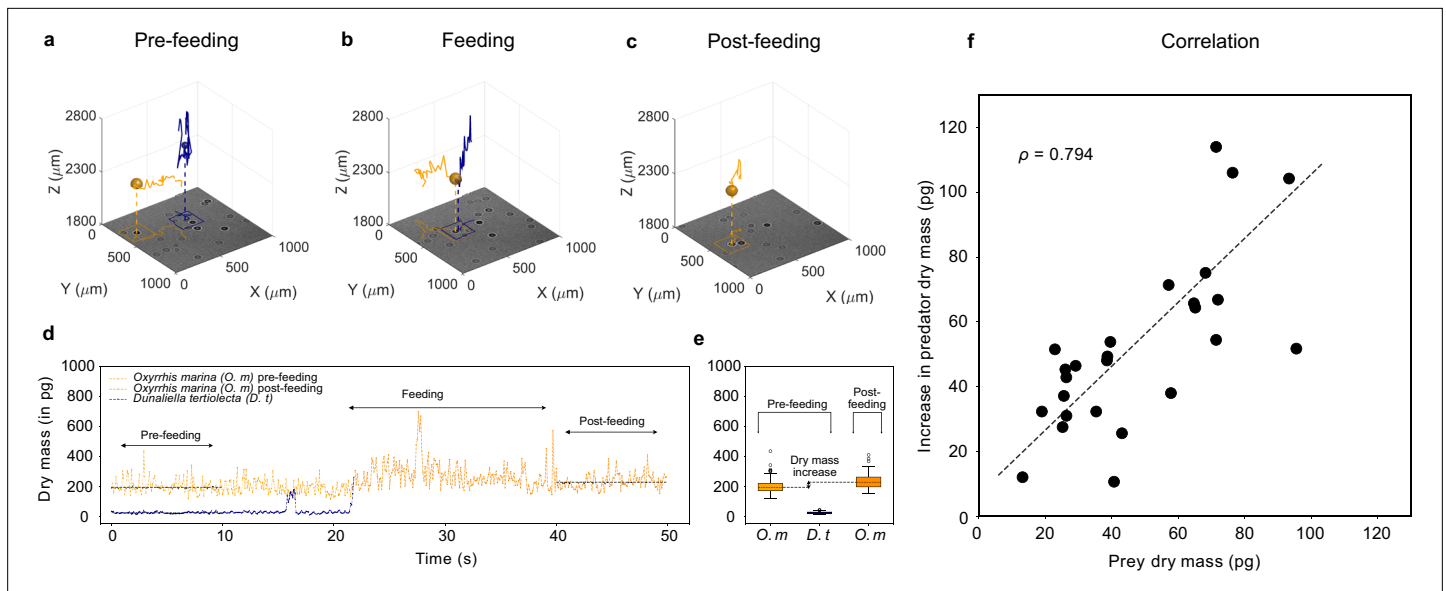 a Pre-feeding
b Feeding
c Post-feeding
f Correlation
2800
2300
1800
Z (μm)
0
500
1000
Y (μm)
0
500
1000
X (μm)
2800
2300
1800
Z (μm)
0
500
1000
Y (μm)
0
500
1000
X (μm)
2800
2300
1800
Z (μm)
0
500
1000
Y (μm)
0
500
1000
X (μm)
d
1000
800
600
400
200
0
Dry mass (in pg)
Oxyrrhis marina (O. m) pre-feeding
Oxyrrhis marina (O. m) post-feeding
Dunaliella tertiolecta (D. t)
Pre-feeding
Feeding
Post-feeding
0 10 20 30 40 50
Time (s)
e
1000
800
600
400
200
0
Pre-feeding
Post-
feeding
Dry mass
increase
O. m D. t O. m
ρ = 0.794
120
100
80
60
40
20
0
Increase in predator dry mass (pg)
0 20 40 60 80 100 120
Prey dry mass (pg)